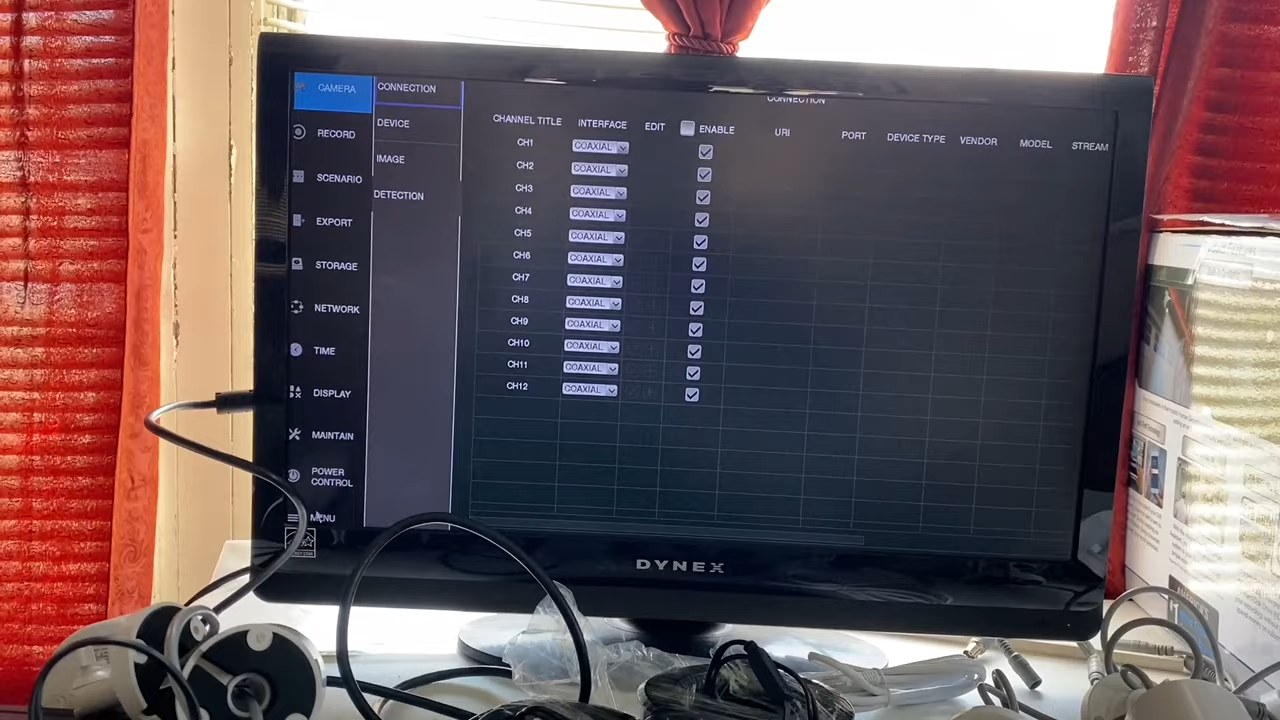 CAMERA
RECORD
SCENARIO
EXPORT
STORAGE
NETWORK
TIME
DISPLAY
MAINTAIN
POWER
CONTROL
MENU
CONNECTION
DEVICE
IMAGE
DETECTION
CONNECTION
CHANNEL TITLE INTERFACE EDIT ENABLE URI PORT DEVICE TYPE VENDOR MODEL STREAM
CH1 COAXIAL
CH2 COAXIAL
CH3 COAXIAL
CH4 COAXIAL
CH5 COAXIAL
CH6 COAXIAL
CH7 COAXIAL
CH8 COAXIAL
CH9 COAXIAL
CH10 COAXIAL
CH11 COAXIAL
CH12 COAXIAL
DYNEX